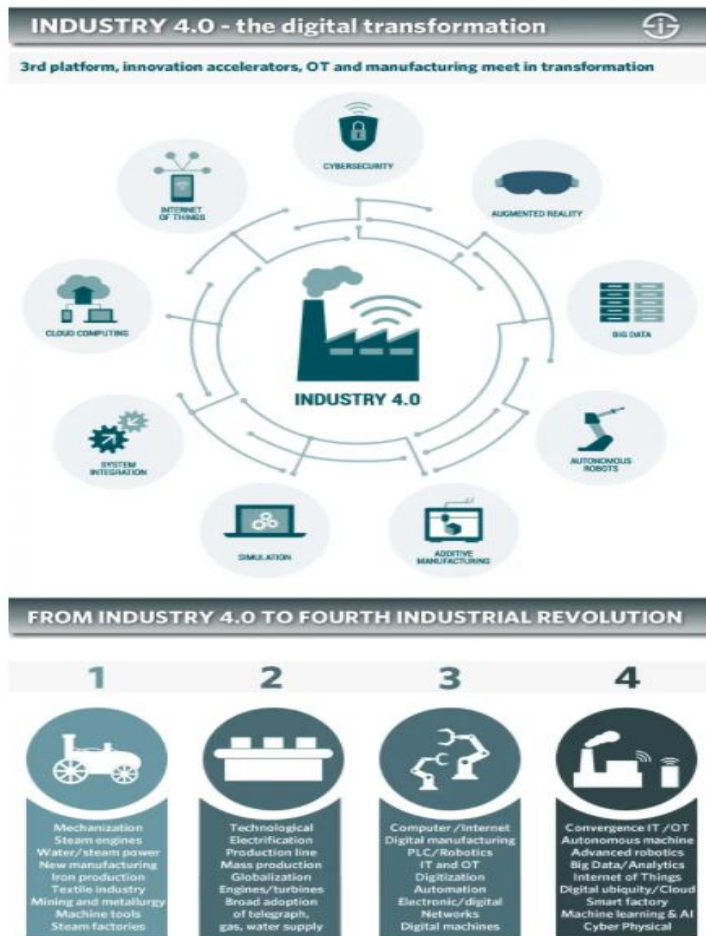 INDUSTRY 4.0 - the digital transformation
3rd platform, innovation accelerators, OT and manufacturing meet in transformation
CYBERSECURITY
INTERNET
OF THINGS
AUGMENTED REALITY
CLOUD COMPUTING
BIG DATA
INDUSTRY 4.0
SYSTEM
INTEGRATION
AUTONOMOUS
ROBOTS
SIMULATION
ADDITIVE
MANUFACTURING
FROM INDUSTRY 4.0 TO FOURTH INDUSTRIAL REVOLUTION
1
Mechanization
Steam engines
Water/steam power
New manufacturing
Iron production
Textile industry
Mining and metallurgy
Machine tools
Steam factories
2
Technological
Electrification
Production line
Mass production
Globalization
Engines/turbines
Broad adoption
of telegraph,
gas, water supply
3
Computer/Internet
Digital manufacturing
PLC/Robotics
IT and OT
Digitization
Automation
Electronic/digital
Networks
Digital machines
4
Convergence IT/OT
Autonomous machine
Advanced robotics
Big Data/Analytics
Internet of Things
Digital ubiquity/Cloud
Smart factory
Machine learning & AI
Cyber Physical